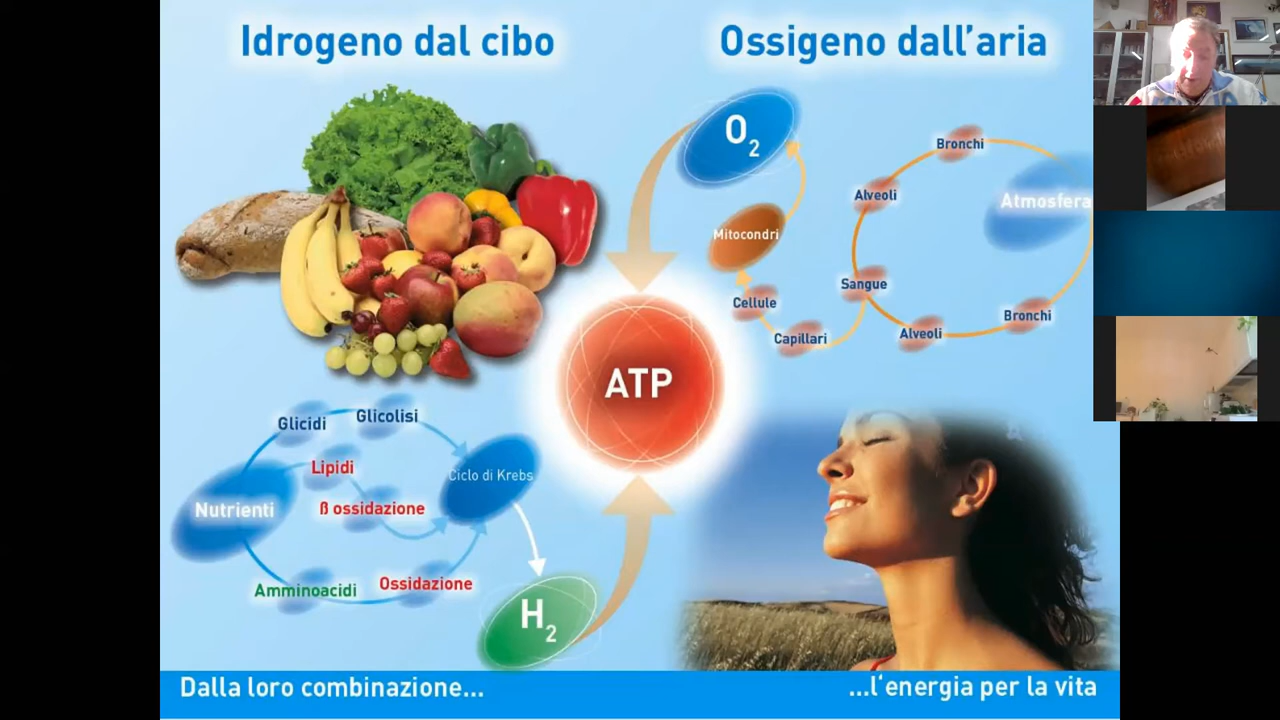 Idrogeno dal cibo
Ossigeno dall'aria
O2
Bronchi
Alveoli
Atmosfera
Mitocondri
Sangue
Cellule
Bronchi
Alveoli
Capillari
ATP
Glicidi
Glicolisi
Lipidi
Ciclo di Krebs
Nutrienti
ß ossidazione
Amminoacidi
Ossidazione
H2
Dalla loro combinazione...
...l'energia per la vita